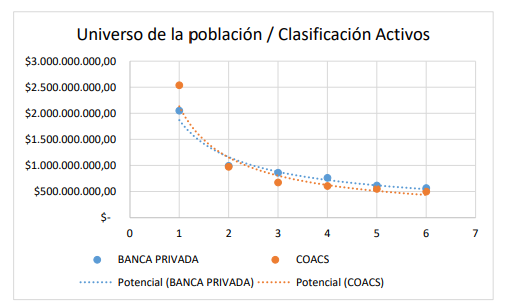 Universo de la población / Clasificación Activos
$3.000.000.000,00
$2.500.000.000,00
$2.000.000.000,00
$1.500.000.000,00
$1.000.000.000,00
$500.000.000,00
$-
0 1 2 3 4 5 6 7
BANCA PRIVADA COACS
Potencial (BANCA PRIVADA) Potencial (COACS)